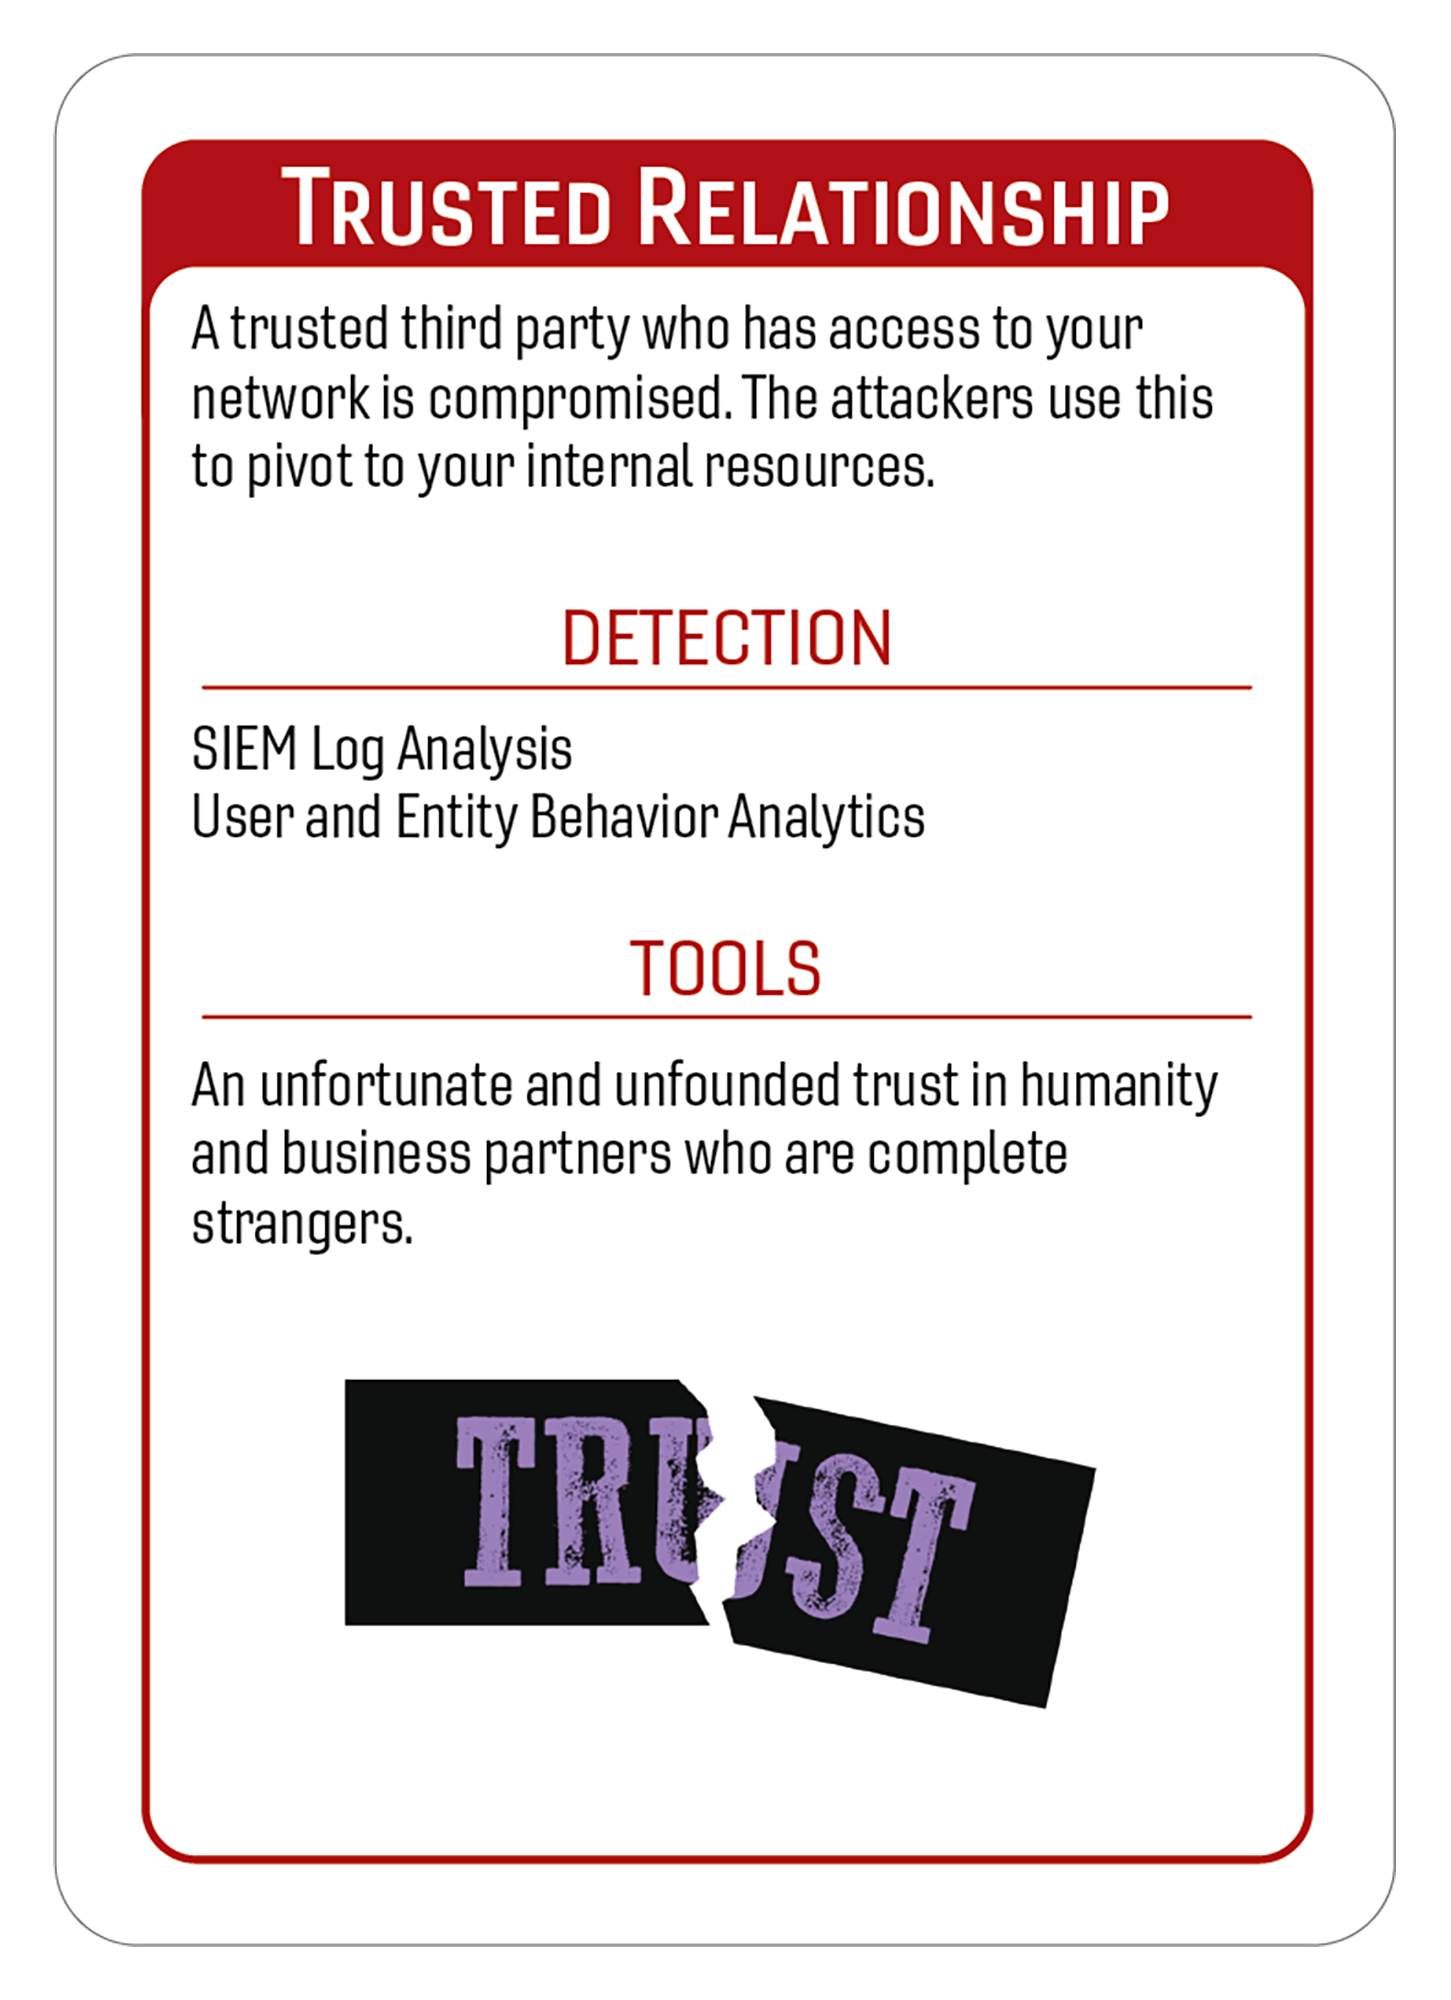 TRUSTED RELATIONSHIP
A trusted third party who has access to your
network is compromised. The attackers use this
to pivot to your internal resources.
DETECTION
SIEM Log Analysis
User and Entity Behavior Analytics
TOOLS
An unfortunate and unfounded trust in humanity
and business partners who are complete
strangers.
TRUST